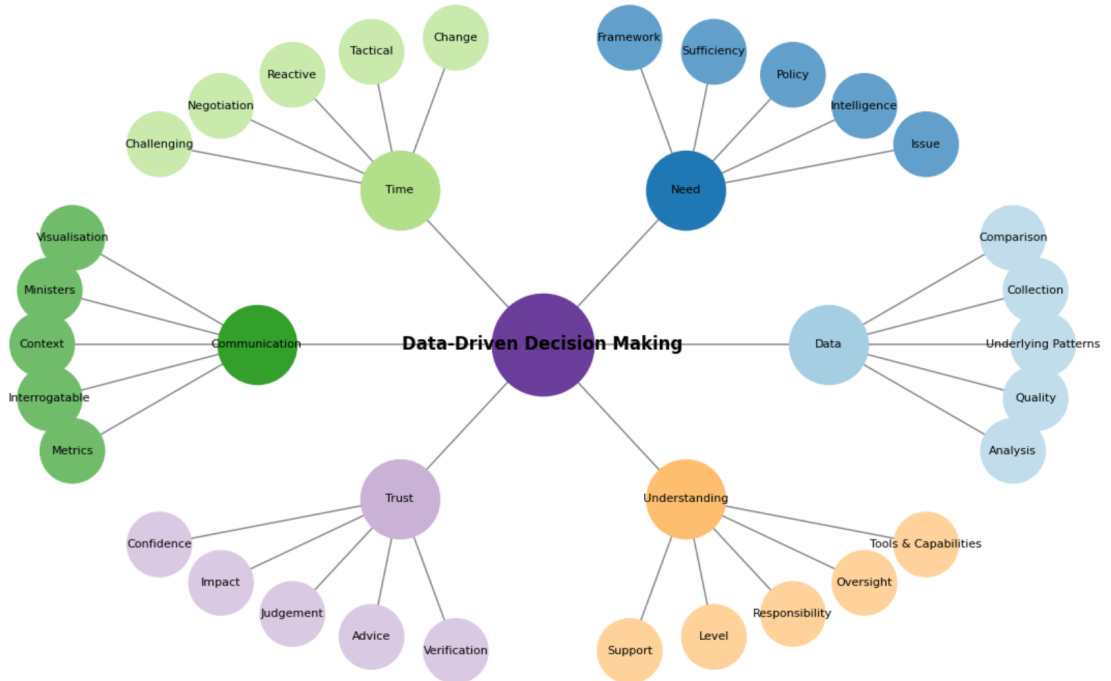 Change
Framework
Tactical
Sufficiency
Reactive
Policy
Negotiation
Intelligence
Challenging
Issue
Time
Need
Visualisation
Comparison
Ministers
Collection
Context
Communication
Data-Driven Decision Making
Data
Underlying Patterns
Interrogatable
Quality
Metrics
Analysis
Trust
Understanding
Confidence
Tools & Capabilities
Impact
Oversight
Judgement
Responsibility
Advice
Level
Verification
Support